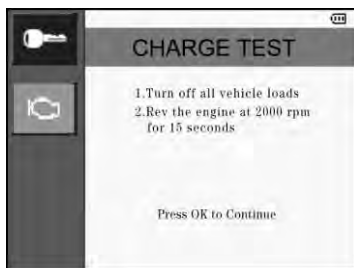 CHARGE TEST
1.Turn off all vehicle loads
2.Rev the engine at 2000 rpm
for 15 seconds
Press OK to Continue